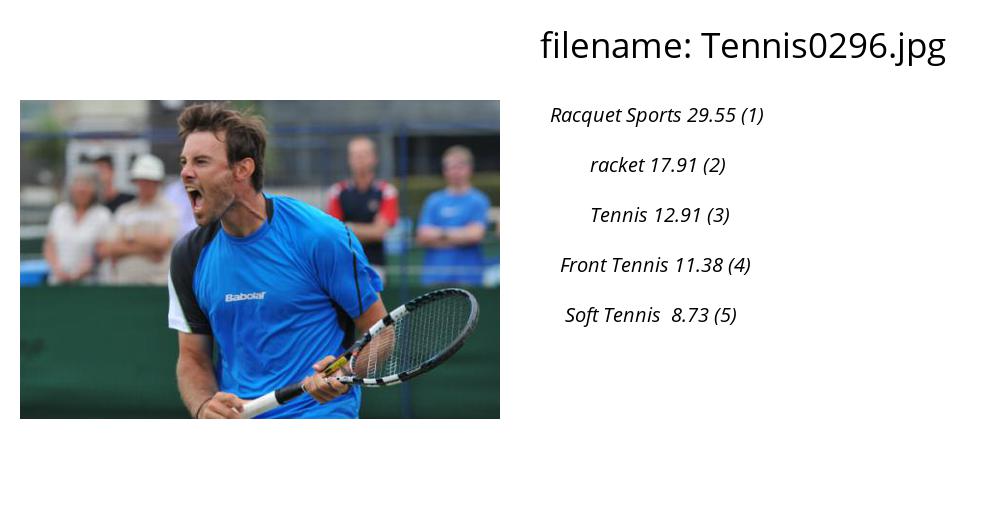 filename: Tennis0296.jpg
Racquet Sports 29.55 (1)
racket 17.91 (2)
Tennis 12.91 (3)
Front Tennis 11.38 (4)
Soft Tennis 8.73 (5)
Babolat